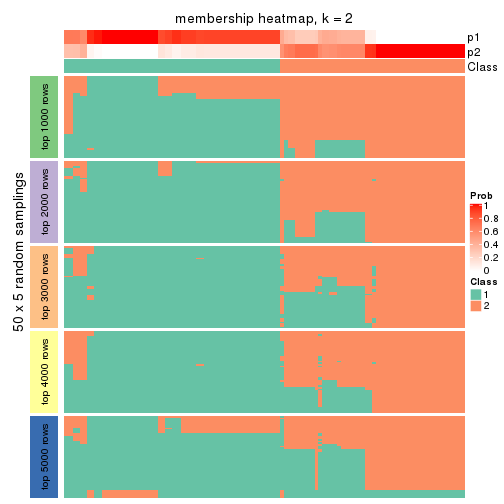 membership heatmap, k = 2
p1
p2
Class
50 x 5 random samplings
top 1000 rows
top 2000 rows
top 3000 rows
top 4000 rows
top 5000 rows
Prob
1
0.8
0.6
0.4
0.2
0
Class
1
2